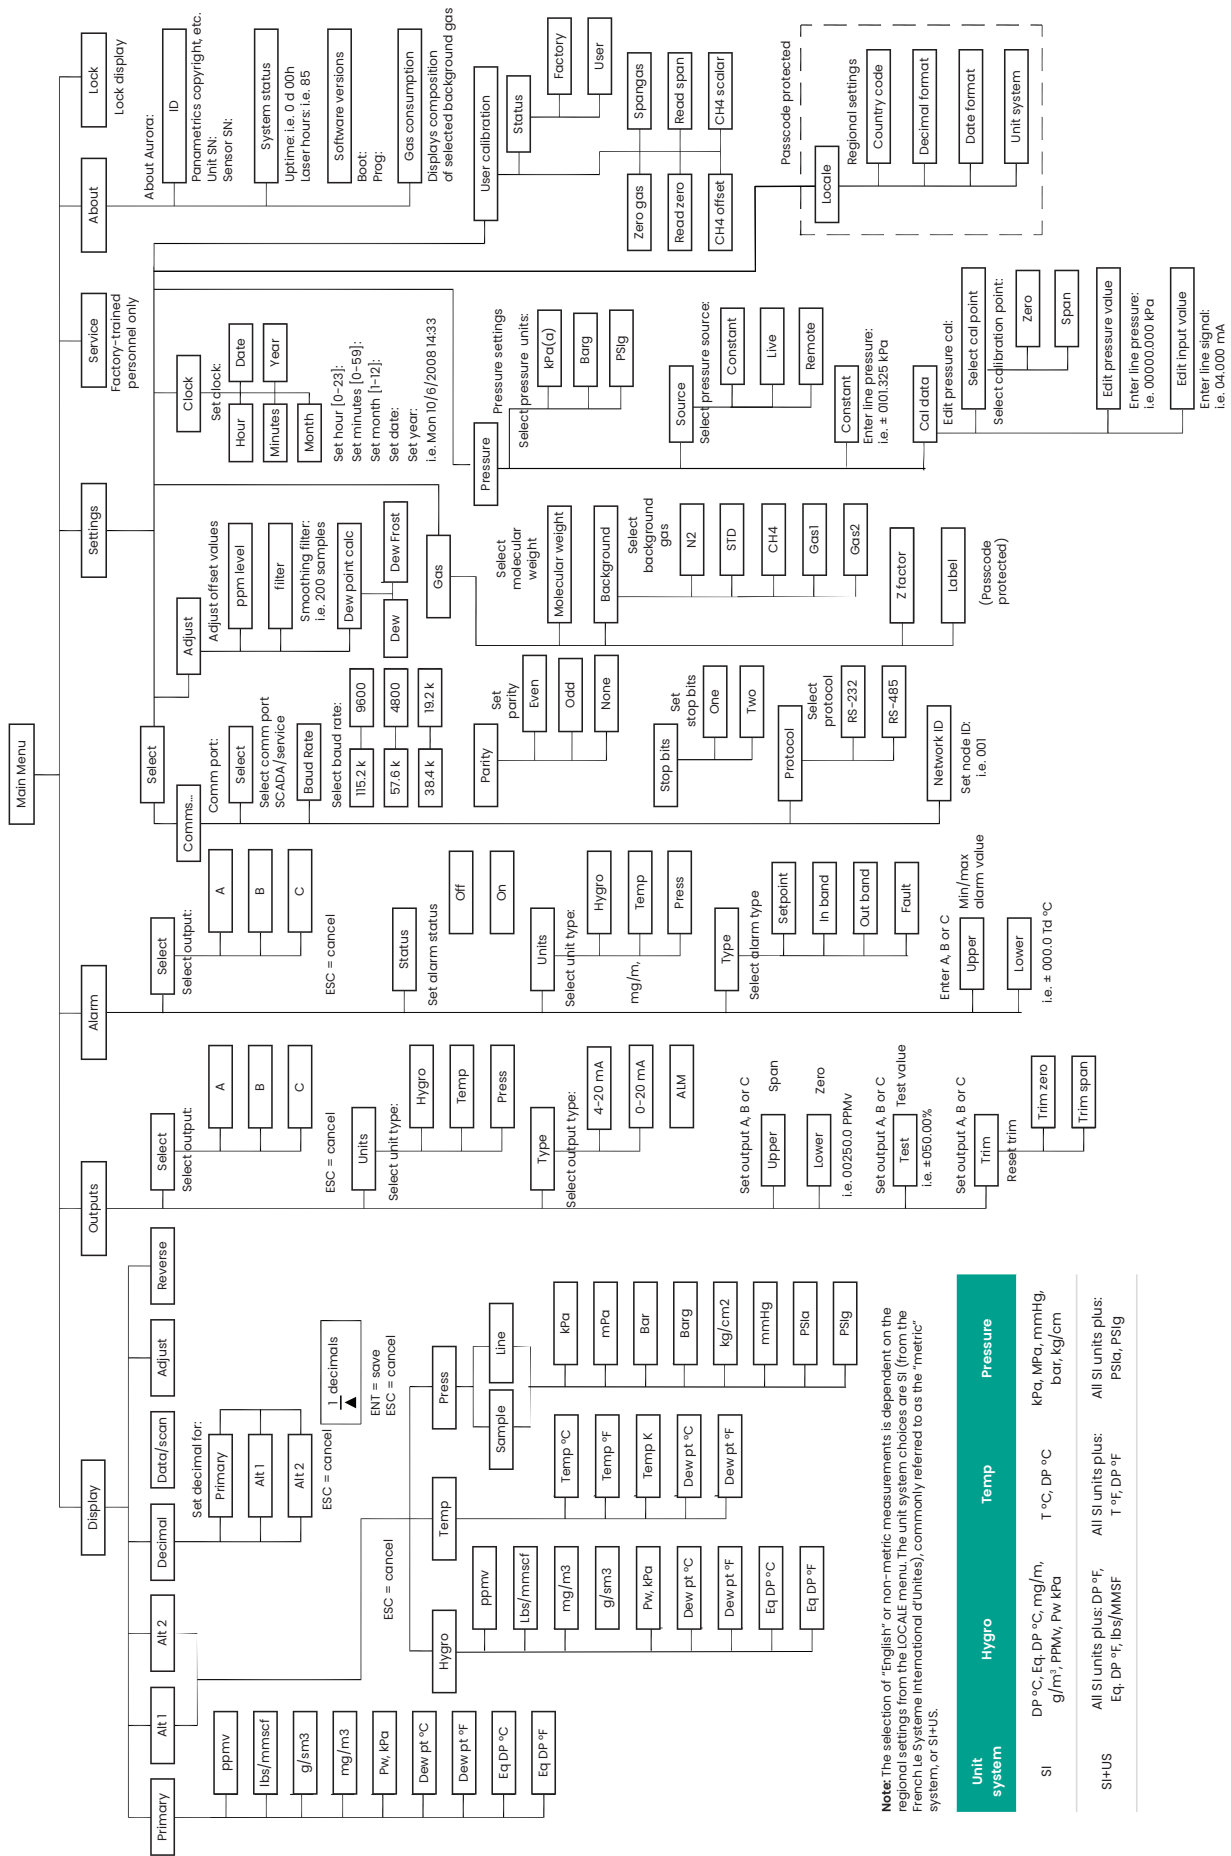 Main Menu
Display
Outputs
Alarm
Settings
Service
Factory-trained
personnel only
About
Lock
Lock display
Primary
Alt 1
Alt 2
Decimal
Data/scan
Adjust
Reverse
ppmv
lbs/mmscf
g/sm3
mg/m3
Pw, kPa
Dew pt °C
Dew pt °F
Eq DP °C
Eq DP °F
Set decimal for:
Primary
Alt 1
Alt 2
ESC = cancel
1 decimals
▲
ENT = save
ESC = cancel
ESC = cancel
Hygro
ppmv
Lbs/mmscf
mg/m3
g/sm3
Pw, kPa
Dew pt °C
Dew pt °F
Eq DP °C
Eq DP °F
Temp
Temp °C
Temp °F
Temp K
Dew pt °C
Dew pt °F
Press
Sample
Line
kPa
mPa
Bar
Barg
kg/cm2
mmHg
PSIa
PSIg
Select
Select output:
A
B
C
ESC = cancel
Units
Select unit type:
Hygro
Temp
Press
Type
Select output type:
4-20 mA
0-20 mA
ALM
Set output A, B or C
Upper
Span
Lower
Zero
i.e. 00250.0 PPMv
Set output A, B or C
Test
Test value
i.e. ±050.00%
Set output A, B or C
Trim
Reset trim
Trim zero
Trim span
Select
Select output:
A
B
C
ESC = cancel
Status
Set alarm status
Off
On
Units
Select unit type:
Hygro
mg/m,
Temp
Press
Type
Select alarm type
Setpoint
In band
Out band
Fault
Enter A, B or C
Upper
Min/max
alarm value
Lower
i.e. ± 000.0 Td °C
Select
Comms...
Comm port:
Select
Select comm port
SCADA/service
Baud Rate
Select baud rate:
115.2 k
9600
57.6 k
4800
38.4 k
19.2 k
Parity
Set
parity
Even
Odd
None
Stop bits
Set
stop bits
One
Two
Protocol
Select
protocol
RS-232
RS-485
Network ID
Set node ID:
i.e. 001
Adjust
Adjust offset values
ppm level
filter
Smoothing filter:
i.e. 200 samples
Dew point calc
Dew
Dew Frost
Gas
Select
molecular
weight
Molecular weight
Background
Select
background
gas
N2
STD
CH4
Gas1
Gas2
Z factor
Label
(Passcode
protected)
Clock
Set clock:
Hour
Date
Minutes
Year
Month
Set hour [0-23]:
Set minutes [0-59]:
Set month [1-12]:
Set date:
Set year:
i.e. Mon 10/6/2008 14:33
Pressure
Pressure settings
Select pressure units:
kPa(a)
Barg
PSIg
Source
Select pressure source:
Constant
Live
Remote
Constant
Enter line pressure:
i.e. ± 0101.325 kPa
Cal data
Edit pressure cal:
Select cal point
Select calibration point:
Zero
Span
Edit pressure value
Enter line pressure:
i.e. 00000.000 kPa
Edit input value
Enter line signal:
i.e. 04.000 mA
About Aurora:
ID
Panametrics copyright, etc.
Unit SN:
Sensor SN:
System status
Uptime: i.e. 0 d 00h
Laser hours: i.e. 85
Software versions
Boot:
Prog:
Gas consumption
Displays composition
of selected background gas
User calibration
Status
Factory
User
Zero gas
Spangas
Read zero
Read span
CH4 offset
CH4 scalar
Passcode protected
Locale
Regional settings
Country code
Decimal format
Date format
Unit system
Note: The selection of "English" or non-metric measurements is dependent on the
regional settings from the LOCALE menu. The unit system choices are SI (from the
French Le Systeme International d'Unites), commonly referred to as the "metric"
system, or SI+US.
Unit
system
Hygro
Temp
Pressure
SI
DP °C, Eq. DP °C, mg/m,
g/m³, PPMv, Pw kPa
T °C, DP °C
kPa, MPa, mmHg,
bar, kg/cm
SI+US
All SI units plus: DP °F,
Eq. DP °F, lbs/MMSF
All SI units plus:
T °F, DP °F
All SI units plus:
PSIa, PSIg